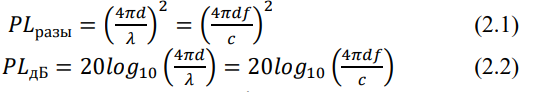 PLразы = (4πd/λ)² = (4πdf/c)² (2.1)
PLдБ = 20log₁₀(4πd/λ) = 20log₁₀(4πdf/c) (2.2)